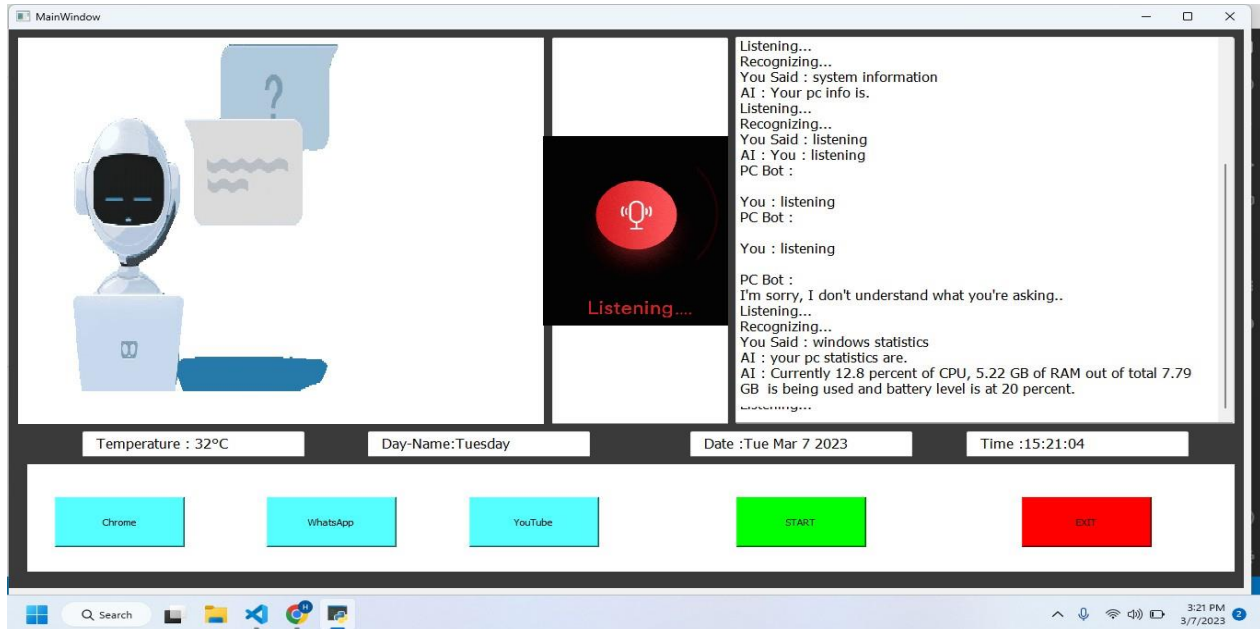 MainWindow
?
Listening....
Listening...
Recognizing...
You Said : system information
AI : Your pc info is.
Listening...
Recognizing...
You Said : listening
AI : You : listening
PC Bot :
You : listening
PC Bot :
You : listening
PC Bot :
I'm sorry, I don't understand what you're asking..
Listening...
Recognizing...
You Said : windows statistics
AI : your pc statistics are.
AI : Currently 12.8 percent of CPU, 5.22 GB of RAM out of total 7.79
GB is being used and battery level is at 20 percent.
Listening...
Temperature : 32°C
Day-Name:Tuesday
Date :Tue Mar 7 2023
Time :15:21:04
Chrome
WhatsApp
YouTube
START
EXIT
Search
H
3:21 PM
3/7/2023
2